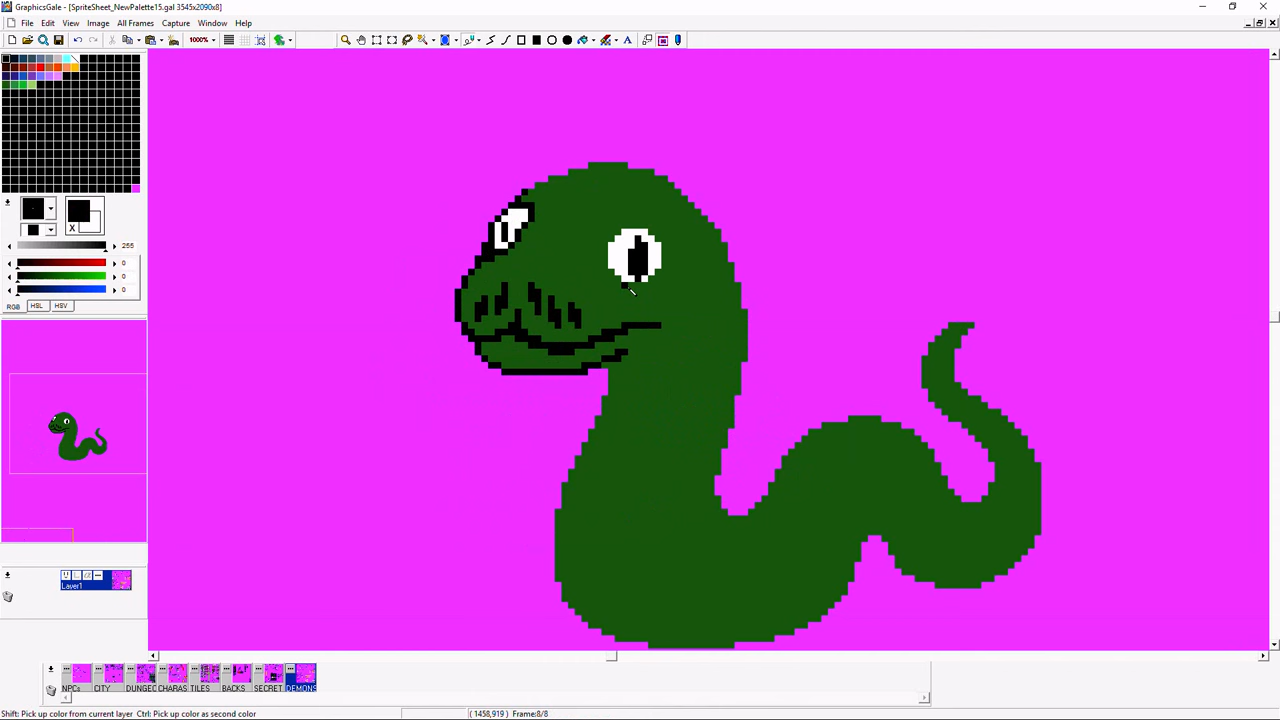 GraphicsGale - [SpriteSheet_NewPalette15.gal 3545x2090x8]
File Edit View Image All Frames Capture Window Help
1000%
A
X
255
0
0
0
RGB HSL HSV
Layer1
NPCs CITY DUNGEO CHARAS TILES BACKS SECRET DEMONS
Shift: Pick up color from current layer Ctrl: Pick up color as second color
( 1458,919) Frame:8/8